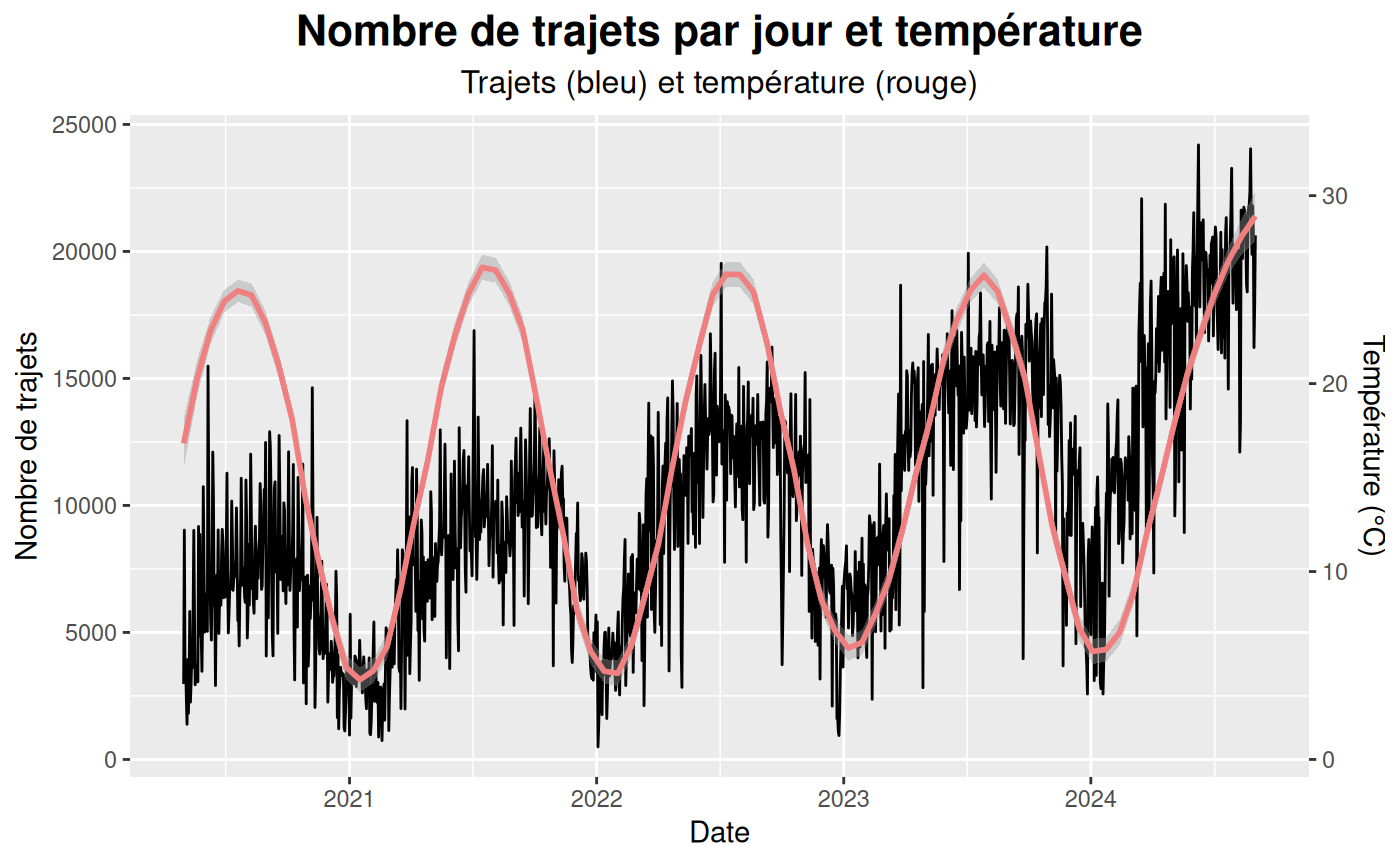 Nombre de trajets par jour et température
Trajets (bleu) et température (rouge)
Nombre de trajets
25000
20000
15000
10000
5000
0
30
20
10
0
Température (°C)
2021 2022 2023 2024
Date